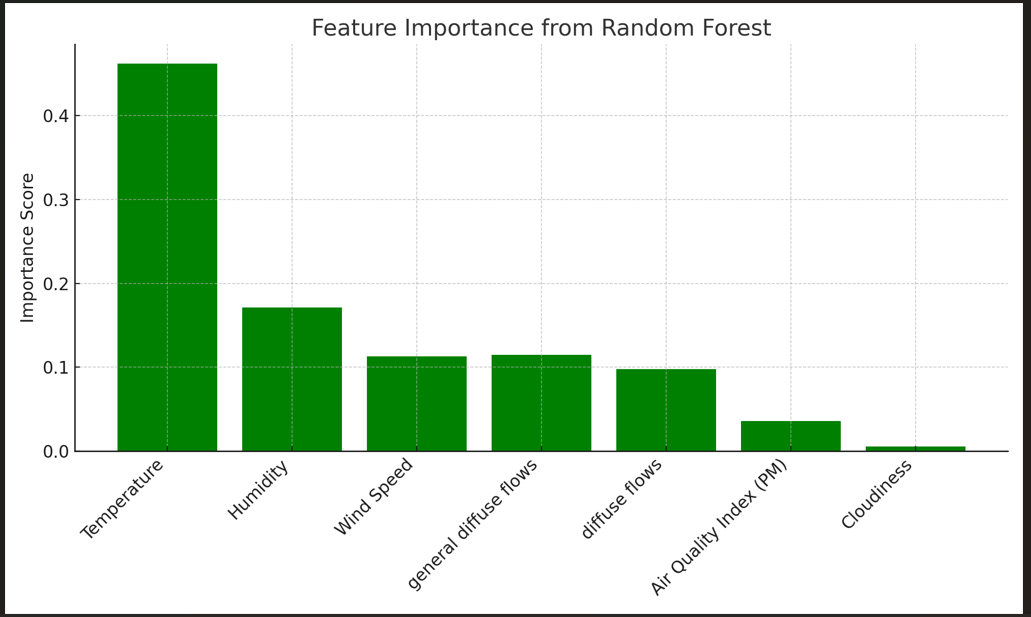 Feature Importance from Random Forest
Importance Score
0.4
0.3
0.2
0.1
0.0
Temperature
Humidity
Wind Speed
general diffuse flows
diffuse flows
Air Quality Index (PM)
Cloudiness